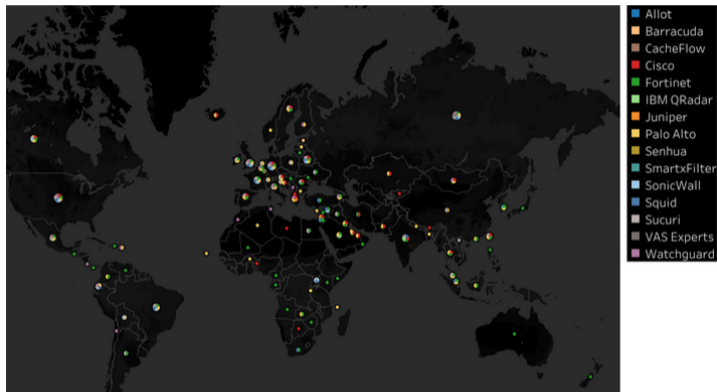 Allot
Barracuda
CacheFlow
Cisco
Fortinet
IBM QRadar
Juniper
Palo Alto
Senhua
SmartxFilter
SonicWall
Squid
Sucuri
VAS Experts
Watchguard